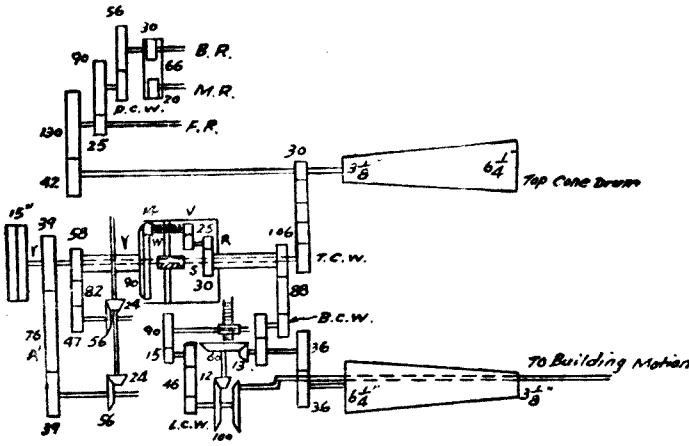 56
30
B.R.
90
66
M.R.
20
D.C.W.
130
25
F.R.
30
42
3 1/8"
6 1/4"
Top Cone Drum
15"
39
58
V
25
106
Y
Y
W
R
T.C.W.
S
90
30
88
82
24
76
A'
47
56
90
B.C.W.
15
13
36
46
12
24
To Building Motion
6 1/4"
3 1/8"
39
56
L.C.W.
100
36